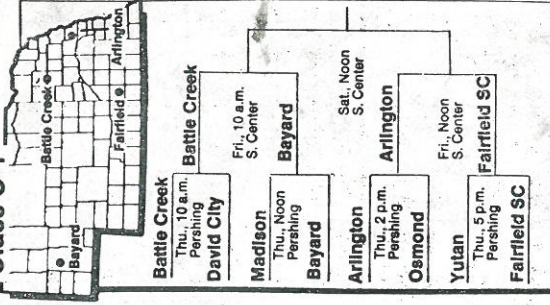 Battle Creek
Arlington
Fairfield
Bayard
Battle Creek
Thu., 10 a.m.
Pershing
David City
Battle Creek
Fri., 10 a.m.
S. Center
Madison
Thu., Noon
Pershing
Bayard
Bayard
Sat., Noon
S. Center
Arlington
Thu., 2 p.m.
Pershing
Osmond
Arlington
Fri., Noon
S. Center
Yutan
Thu., 5 p.m.
Pershing
Fairfield SC
Fairfield SC